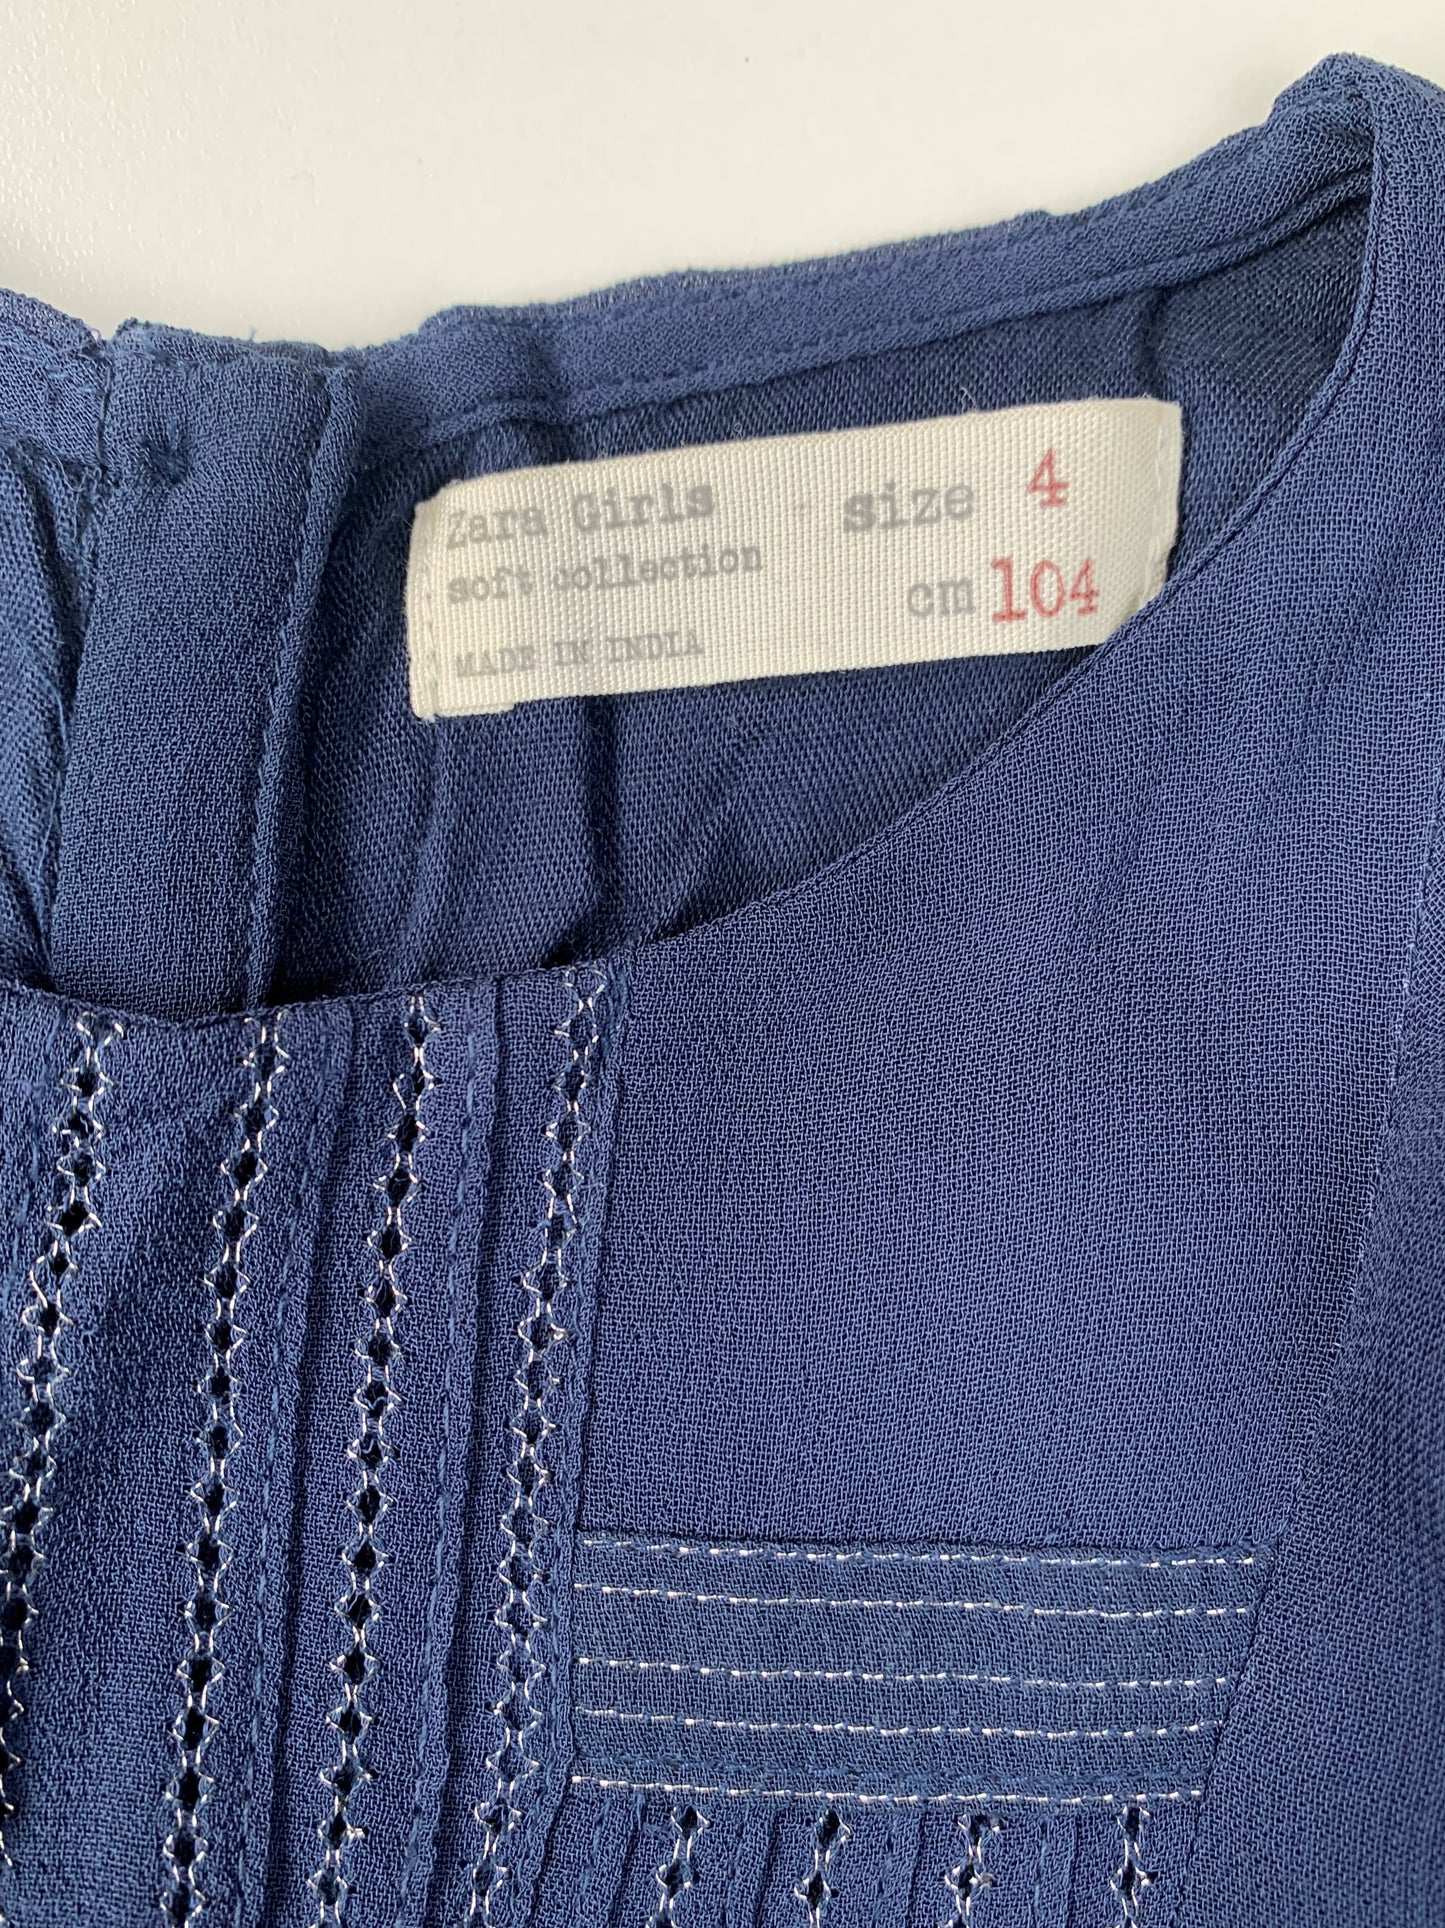 Zara Girls
soft collection
MADE IN INDIA
size 4
cm 104